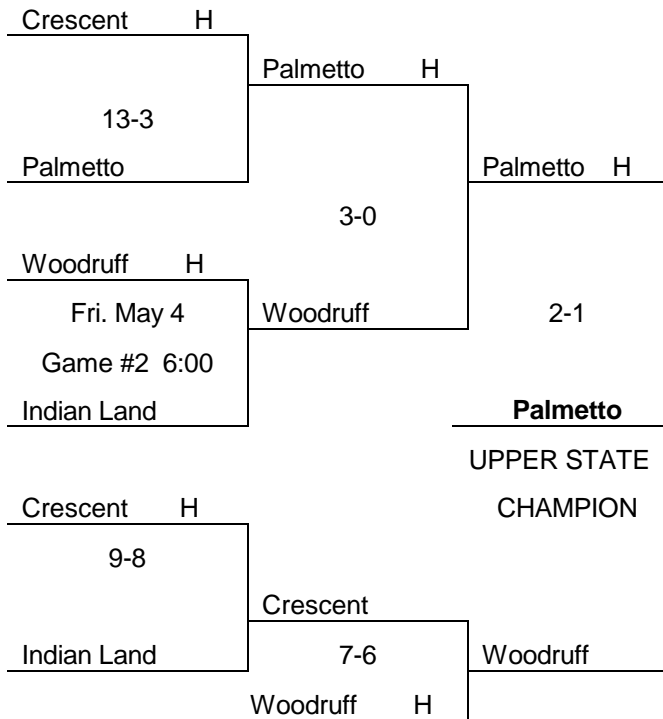 Crescent H
Palmetto H
13-3
Palmetto
Palmetto H
3-0
Woodruff H
Fri. May 4
Woodruff
2-1
Game #2 6:00
Indian Land
Palmetto
UPPER STATE
Crescent H
CHAMPION
9-8
Crescent
Indian Land
7-6
Woodruff
Woodruff H